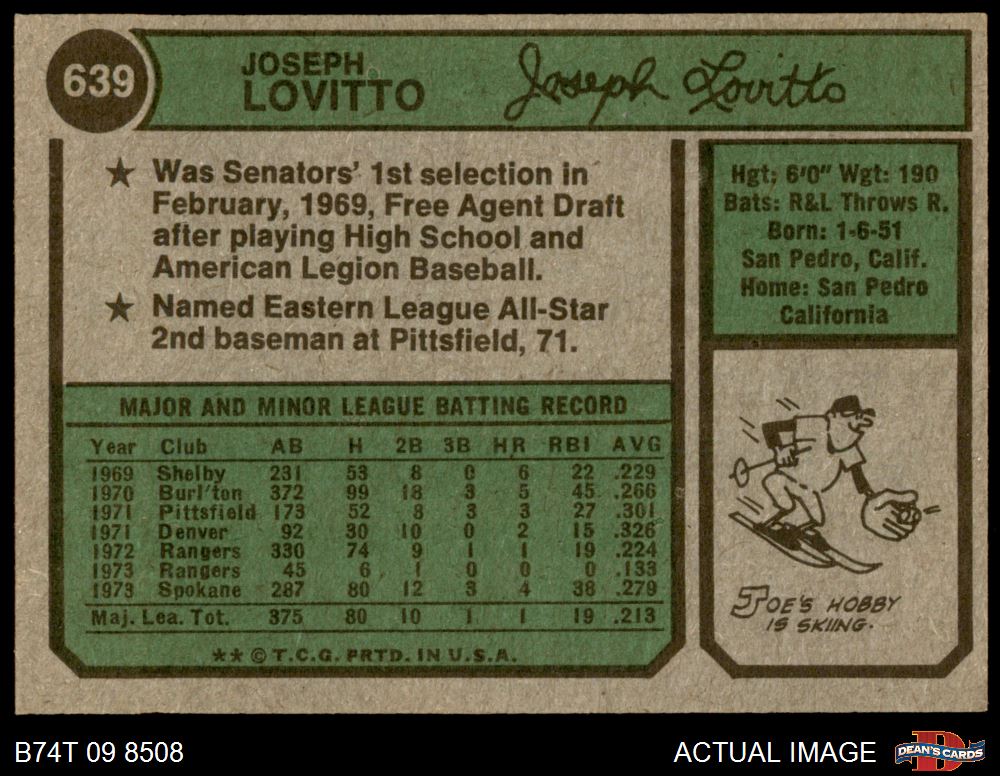 639
JOSEPH
LOVITTO
Joseph Lovitto
★ Was Senators' 1st selection in
February, 1969, Free Agent Draft
after playing High School and
American Legion Baseball.
★ Named Eastern League All-Star
2nd baseman at Pittsfield, 71.
Hgt: 6'0" Wgt: 190
Bats: R&L Throws R.
Born: 1-6-51
San Pedro, Calif.
Home: San Pedro
California
MAJOR AND MINOR LEAGUE BATTING RECORD
Year Club AB H 2B 3B HR RBI AVG
1969 Shelby 231 53 8 0 6 22 .229
1970 Burl'ton 372 99 18 3 5 45 .266
1971 Pittsfield 173 52 8 3 3 27 .301
1971 Denver 92 30 10 0 2 15 .326
1972 Rangers 330 74 9 1 1 19 .224
1973 Rangers 45 6 1 0 0 0 .133
1973 Spokane 287 80 12 3 4 38 .279
Maj. Lea. Tot. 375 80 10 1 1 19 .213
** © T.C.G. PRTD. IN U.S.A.
JOE'S HOBBY
IS SKIING.
B74T 09 8508
ACTUAL IMAGE
DEAN'S CARDS